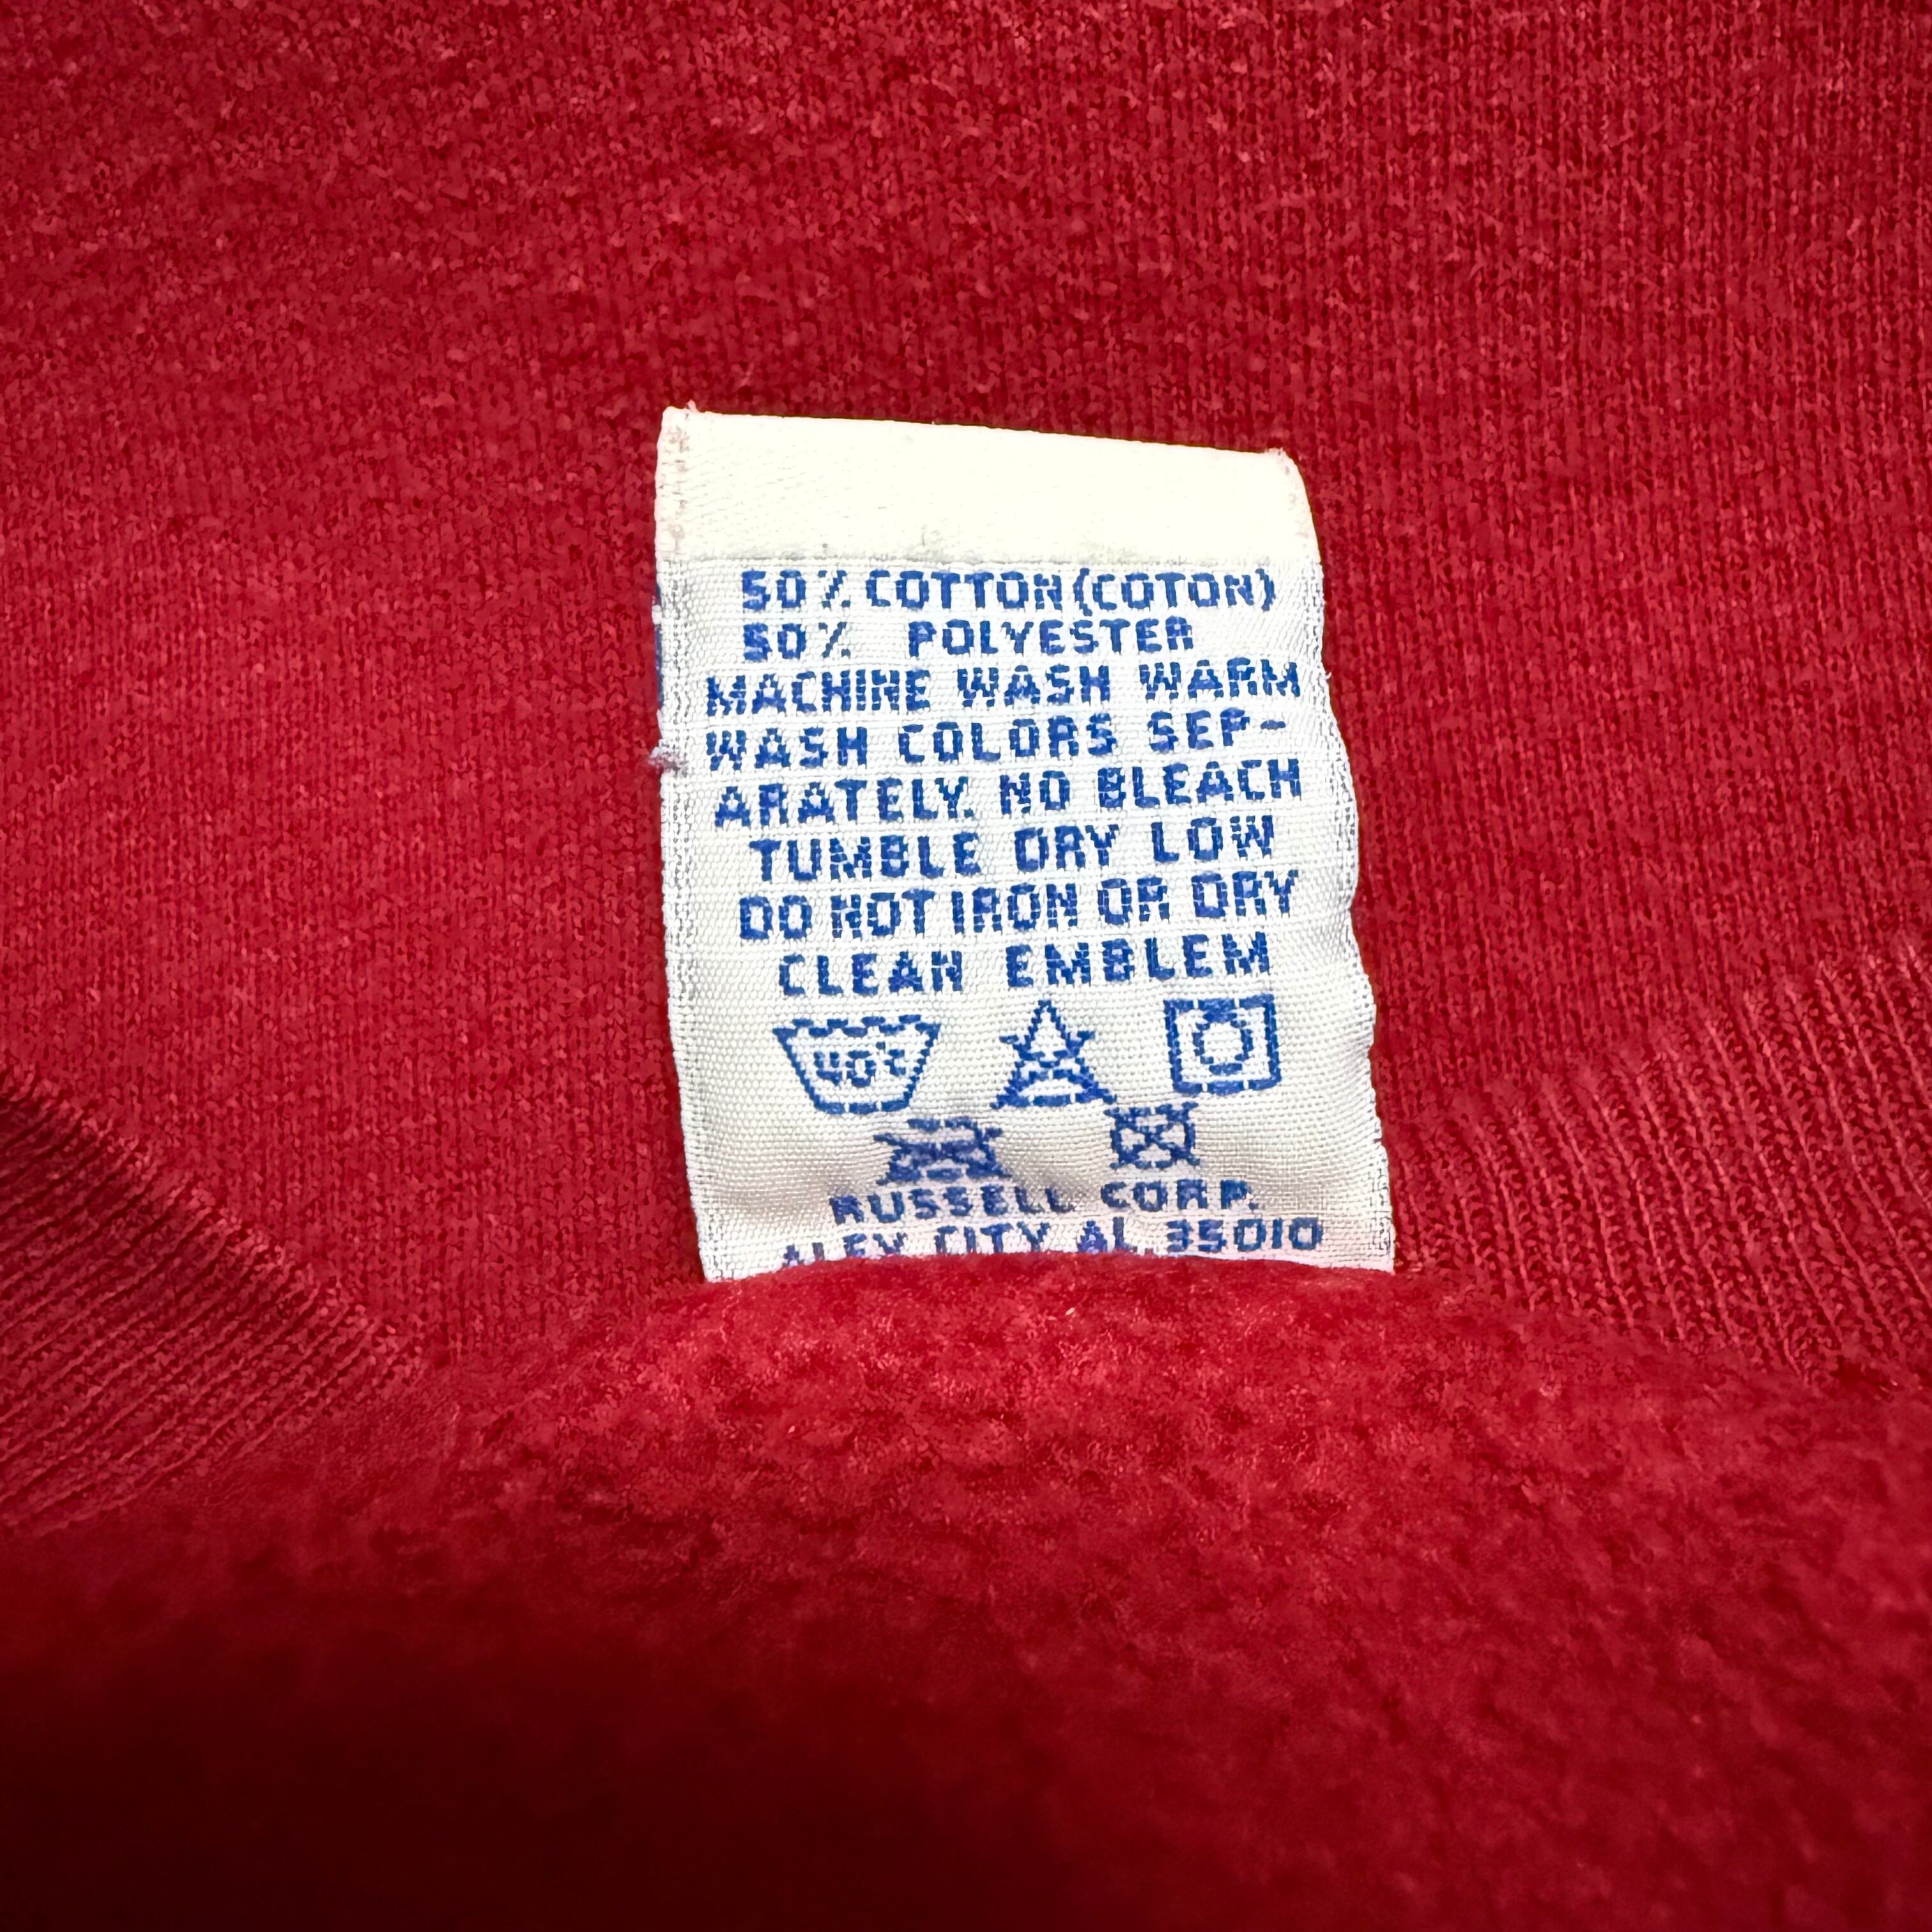 50% COTTON (COTON)
50% POLYESTER
MACHINE WASH WARM
WASH COLORS SEP-
ARATELY. NO BLEACH
TUMBLE DRY LOW
DO NOT IRON OR DRY
CLEAN EMBLEM
40°C
RUSSELL CORP.
ALEX CITY AL. 35010